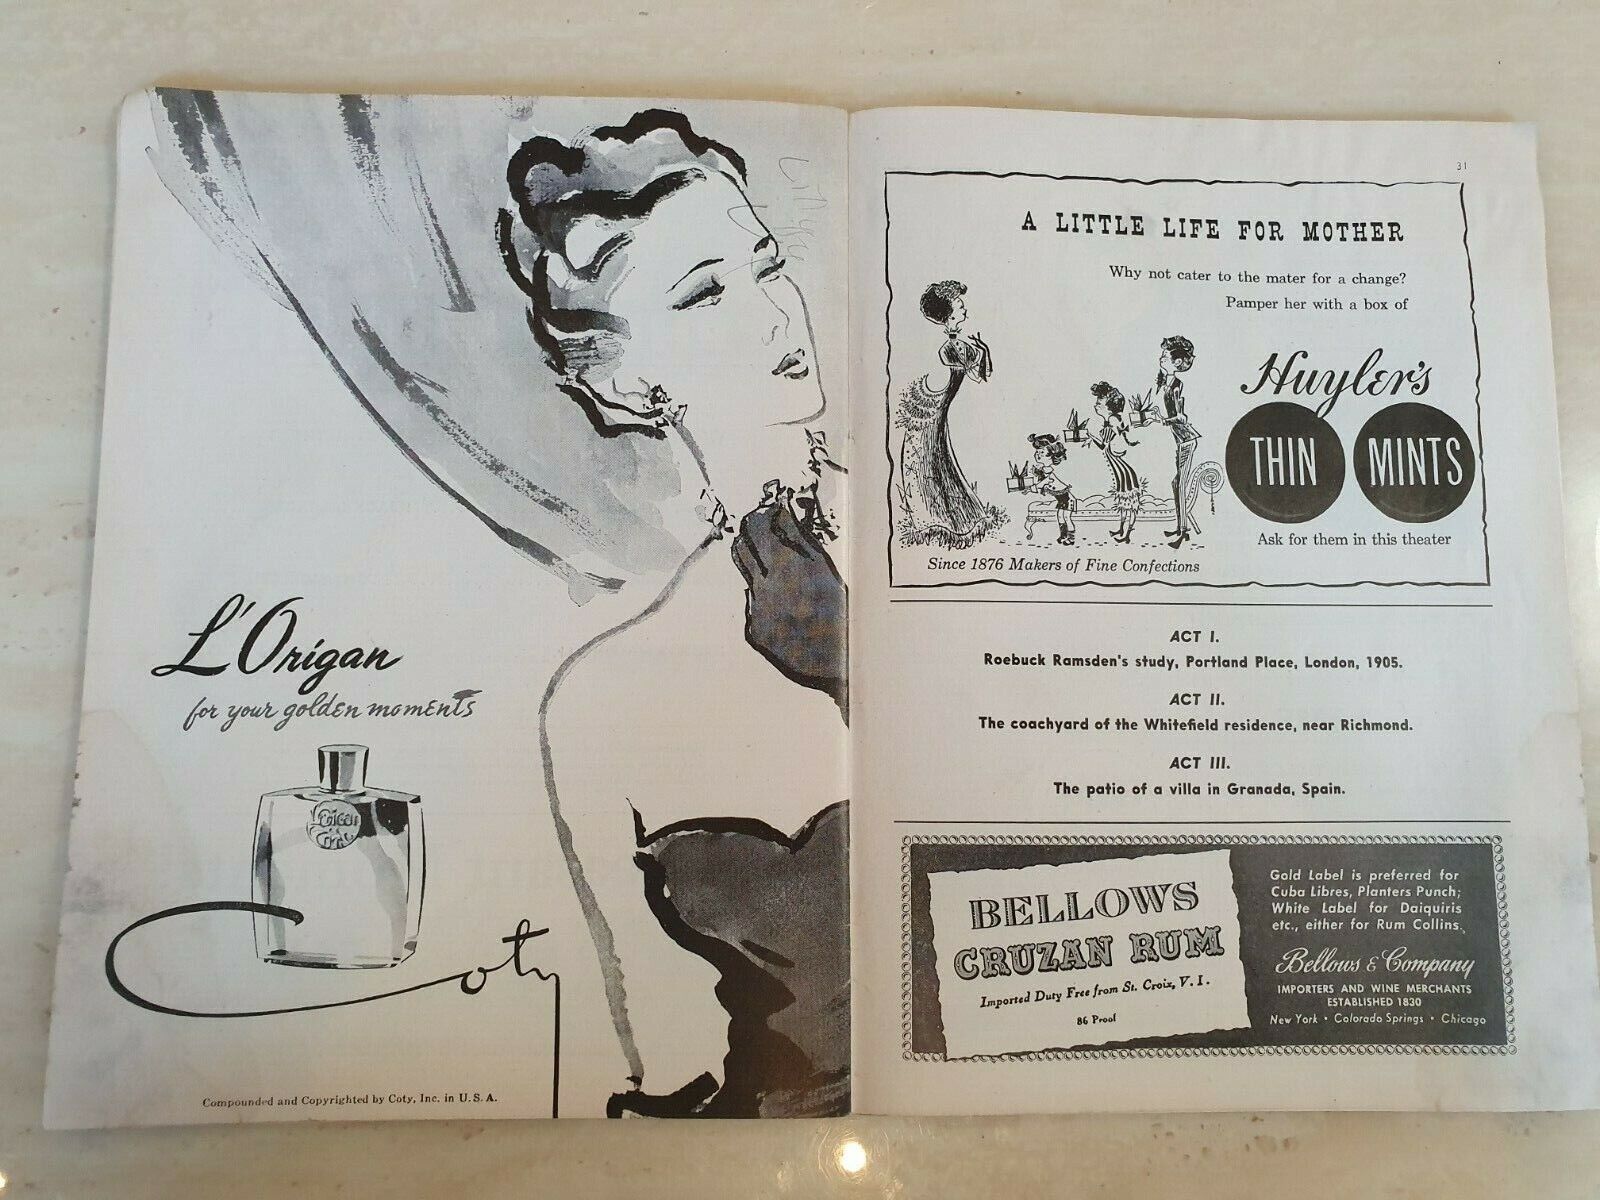 L'Origan
for your golden moments
L'Origan
Coty
Coty
Compounded and Copyrighted by Coty, Inc. in U. S. A.
31
A LITTLE LIFE FOR MOTHER
Why not cater to the mater for a change?
Pamper her with a box of
Huyler's
THIN MINTS
Ask for them in this theater
Since 1876 Makers of Fine Confections
ACT I.
Roebuck Ramsden's study, Portland Place, London, 1905.
ACT II.
The coachyard of the Whitefield residence, near Richmond.
ACT III.
The patio of a villa in Granada, Spain.
BELLOWS
CRUZAN RUM
Imported Duty Free from St. Croix, V. I.
86 Proof
Gold Label is preferred for
Cuba Libres, Planters Punch;
White Label for Daiquiris
etc., either for Rum Collins.
Bellows & Company
IMPORTERS AND WINE MERCHANTS
ESTABLISHED 1830
New York • Colorado Springs • Chicago